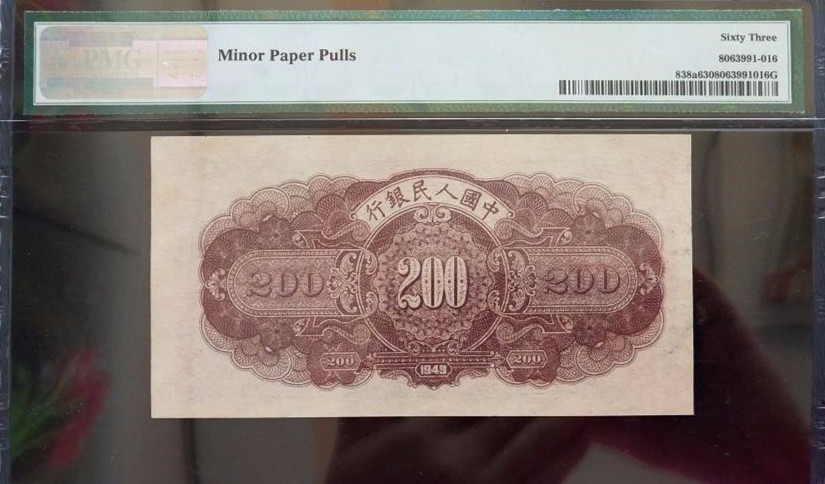 PMG
Minor Paper Pulls
Sixty Three
8063991-016
838a6308063991016G
行銀民人國中
200 200 200
200 200
1949